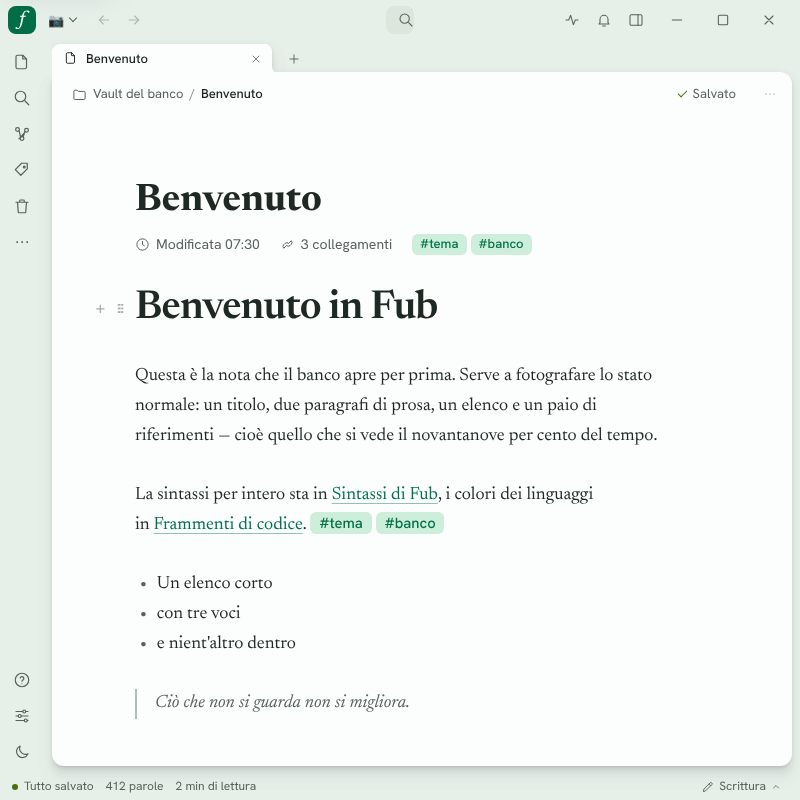 f
Benvenuto
Vault del banco / Benvenuto
Salvato
Benvenuto
Modificata 07:30 3 collegamenti #tema #banco
Benvenuto in Fub
Questa è la nota che il banco apre per prima. Serve a fotografare lo stato
normale: un titolo, due paragrafi di prosa, un elenco e un paio di
riferimenti — cioè quello che si vede il novantanove per cento del tempo.
La sintassi per intero sta in Sintassi di Fub, i colori dei linguaggi
in Frammenti di codice. #tema #banco
• Un elenco corto
• con tre voci
• e nient'altro dentro
Ciò che non si guarda non si migliora.
Tutto salvato 412 parole 2 min di lettura
Scrittura